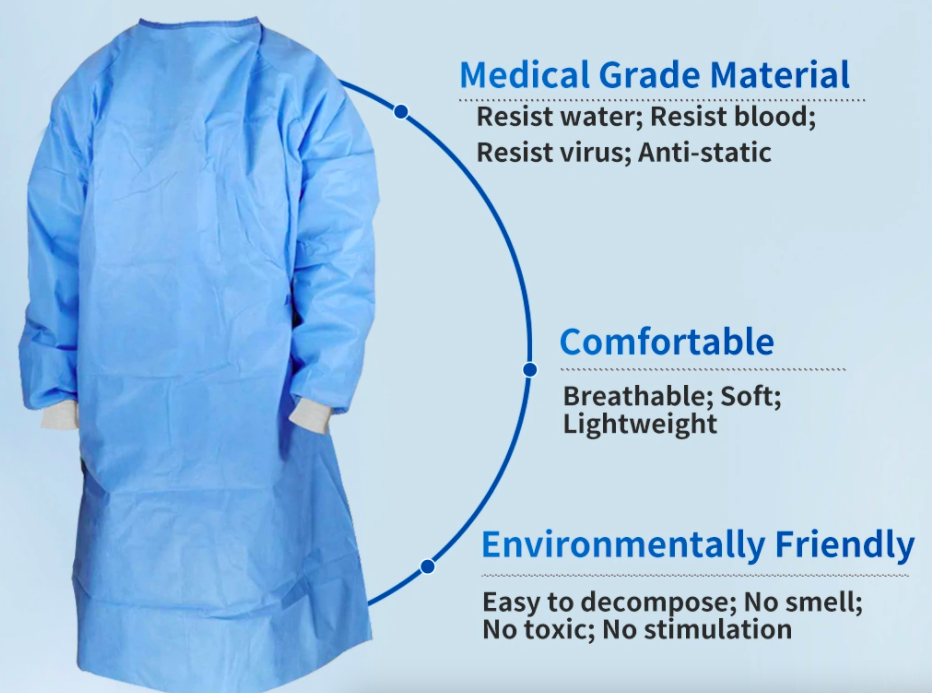 Medical Grade Material
Resist water; Resist blood;
Resist virus; Anti-static
Comfortable
Breathable; Soft;
Lightweight
Environmentally Friendly
Easy to decompose; No smell;
No toxic; No stimulation